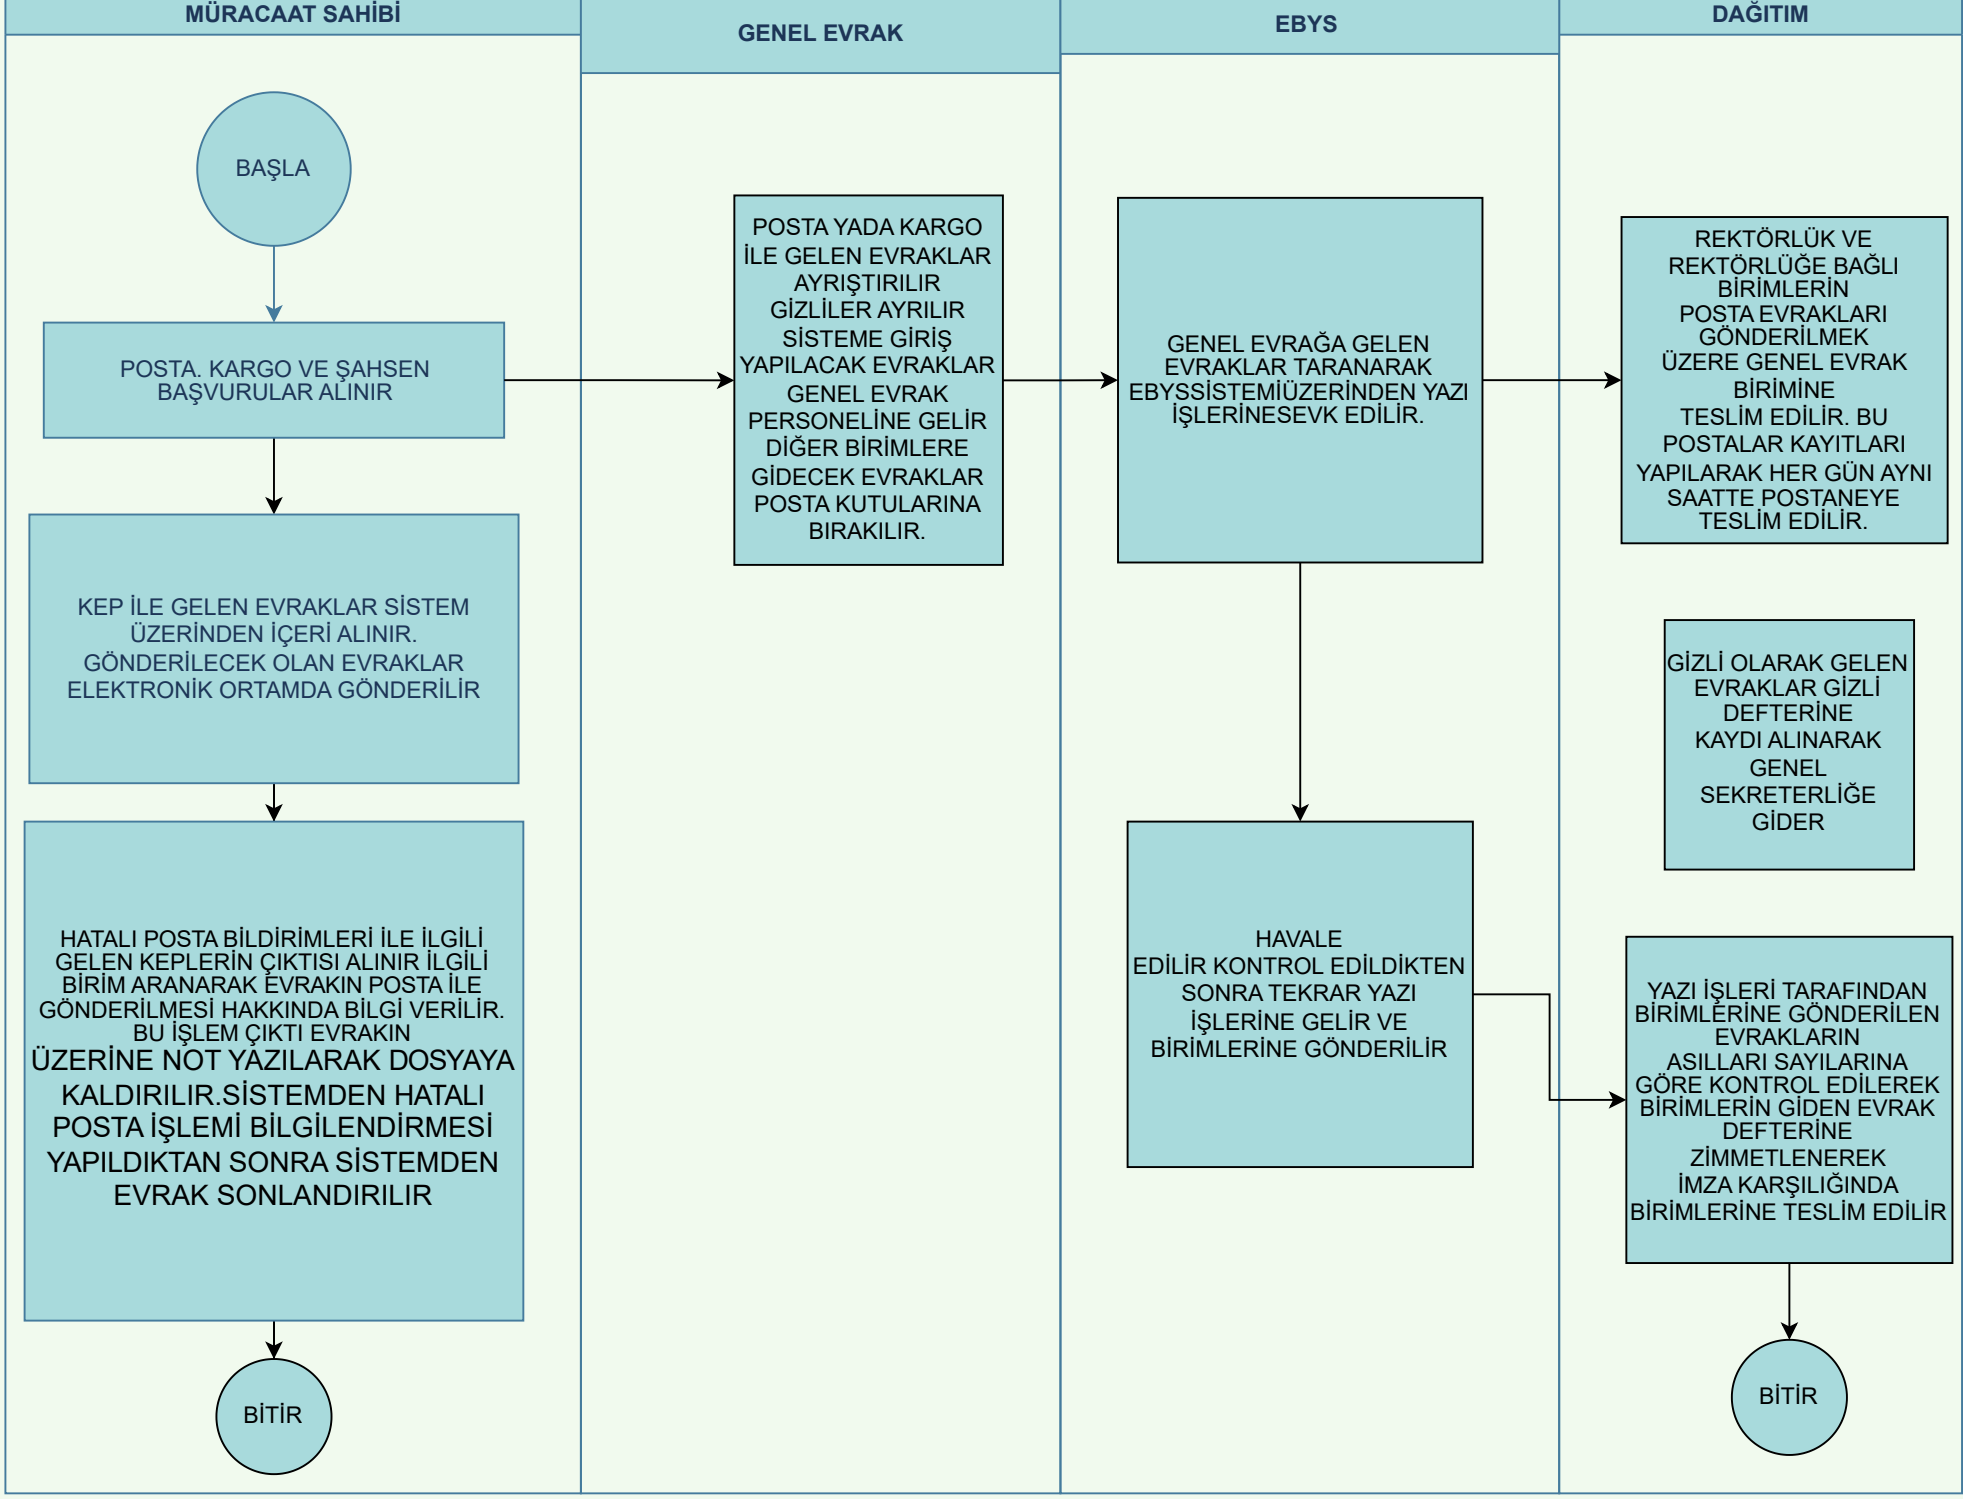 MÜRACAAT SAHİBİ
GENEL EVRAK
EBYS
DAĞITIM
BAŞLA
POSTA. KARGO VE ŞAHSEN
BAŞVURULAR ALINIR
KEP İLE GELEN EVRAKLAR SİSTEM
ÜZERİNDEN İÇERİ ALINIR.
GÖNDERİLECEK OLAN EVRAKLAR
ELEKTRONİK ORTAMDA GÖNDERİLİR
HATALI POSTA BİLDİRİMLERİ İLE İLGİLİ
GELEN KEPLERİN ÇIKTISI ALINIR İLGİLİ
BİRİM ARANARAK EVRAKIN POSTA İLE
GÖNDERİLMESİ HAKKINDA BİLGİ VERİLİR.
BU İŞLEM ÇIKTI EVRAKIN
ÜZERİNE NOT YAZILARAK DOSYAYA
KALDIRILIR.SİSTEMDEN HATALI
POSTA İŞLEMİ BİLGİLENDİRMESİ
YAPILDIKTAN SONRA SİSTEMDEN
EVRAK SONLANDIRILIR
BİTİR
POSTA YADA KARGO
İLE GELEN EVRAKLAR
AYRIŞTIRILIR
GİZLİLER AYRILIR
SİSTEME GİRİŞ
YAPILACAK EVRAKLAR
GENEL EVRAK
PERSONELİNE GELİR
DİĞER BİRİMLERE
GİDECEK EVRAKLAR
POSTA KUTULARINA
BIRAKILIR.
GENEL EVRAĞA GELEN
EVRAKLAR TARANARAK
EBYSSİSTEMİÜZERİNDEN YAZI
İŞLERİNESEVK EDİLİR.
HAVALE
EDİLİR KONTROL EDİLDİKTEN
SONRA TEKRAR YAZI
İŞLERİNE GELİR VE
BİRİMLERİNE GÖNDERİLİR
REKTÖRLÜK VE
REKTÖRLÜĞE BAĞLI
BİRİMLERİN
POSTA EVRAKLARI
GÖNDERİLMEK
ÜZERE GENEL EVRAK
BİRİMİNE
TESLİM EDİLİR. BU
POSTALAR KAYITLARI
YAPILARAK HER GÜN AYNI
SAATTE POSTANEYE
TESLİM EDİLİR.
GİZLİ OLARAK GELEN
EVRAKLAR GİZLİ
DEFTERİNE
KAYDI ALINARAK
GENEL
SEKRETERLİĞE
GİDER
YAZI İŞLERİ TARAFINDAN
BİRİMLERİNE GÖNDERİLEN
EVRAKLARIN
ASILLARI SAYILARINA
GÖRE KONTROL EDİLEREK
BİRİMLERİN GİDEN EVRAK
DEFTERİNE
ZİMMETLENEREK
İMZA KARŞILIĞINDA
BİRİMLERİNE TESLİM EDİLİR
BİTİR